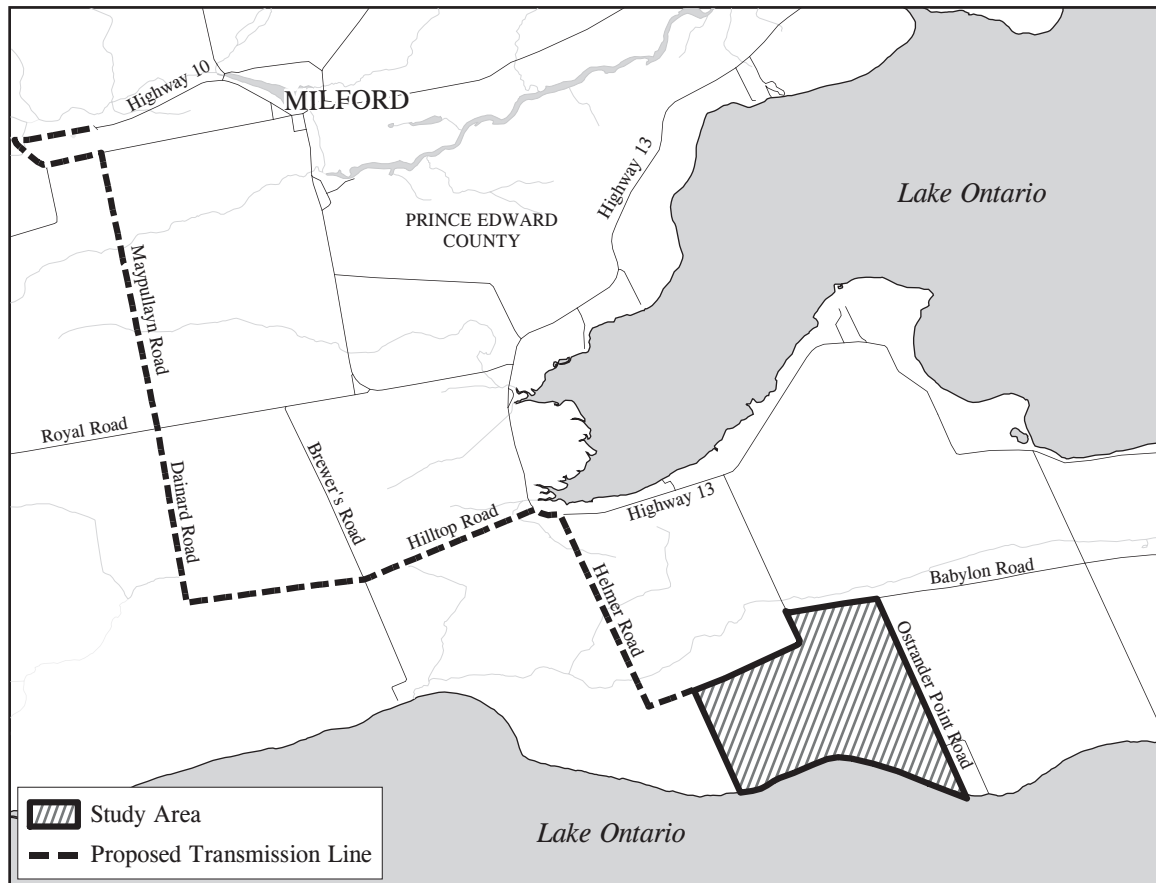 Highway 10
MILFORD
Highway 13
Lake Ontario
PRINCE EDWARD
COUNTY
Maypullayn Road
Royal Road
Brewer's Road
Dainard Road
Hilltop Road
Highway 13
Helmer Road
Babylon Road
Ostrander Point Road
Study Area
Proposed Transmission Line
Lake Ontario